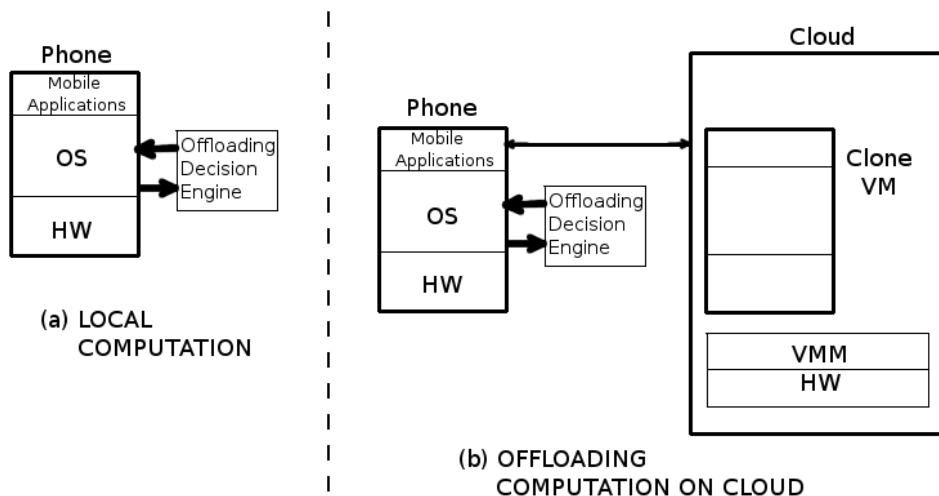 Phone
Mobile
Applications
OS
HW
Offloading
Decision
Engine
(a) LOCAL
COMPUTATION
Phone
Mobile
Applications
OS
HW
Offloading
Decision
Engine
Cloud
Clone
VM
VMM
HW
(b) OFFLOADING
COMPUTATION ON CLOUD